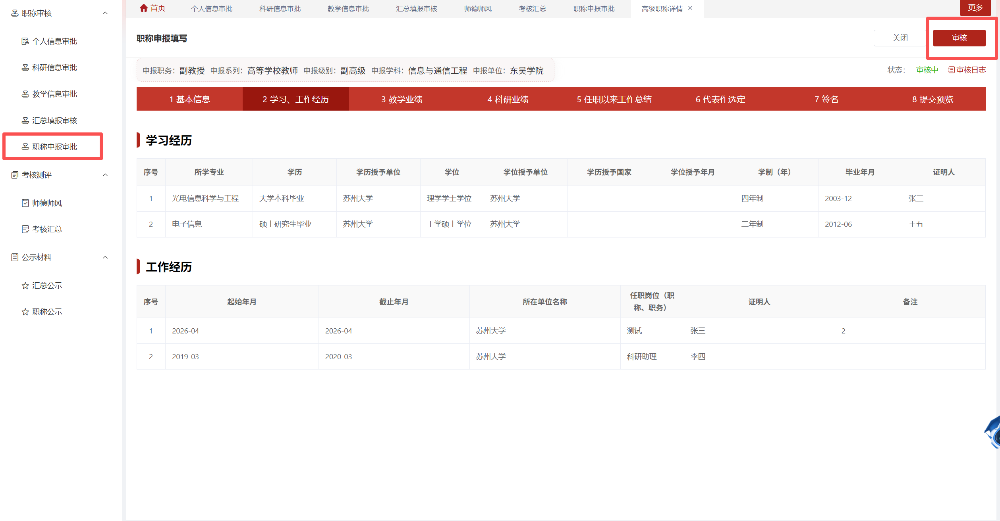 职称审核
个人信息审批
科研信息审批
教学信息审批
汇总填报审核
职称申报审批
考核测评
师德师风
考核汇总
公示材料
汇总公示
职称公示
首页 个人信息审批 科研信息审批 教学信息审批 汇总填报审核 师德师风 考核汇总 职称申报审批 高级职称详情 更多
职称申报填写 关闭 审核
申报职务：副教授 申报系列：高等学校教师 申报级别：副高级 申报学科：信息与通信工程 申报单位：东吴学院 状态： 审核中 审核日志
1 基本信息 2 学习、工作经历 3 教学业绩 4 科研业绩 5 任职以来工作总结 6 代表作选定 7 签名 8 提交预览
学习经历
序号 所学专业 学历 学历授予单位 学位 学位授予单位 学历授予国家 学位授予年月 学制（年） 毕业年月 证明人
1 光电信息科学与工程 大学本科毕业 苏州大学 理学学士学位 苏州大学 四年制 2003-12 张三
2 电子信息 硕士研究生毕业 苏州大学 工学硕士学位 苏州大学 二年制 2012-06 王五
工作经历
序号 起始年月 截止年月 所在单位名称 任职岗位（职 证明人 备注
称、职务）
1 2026-04 2026-04 苏州大学 测试 张三 2
2 2019-03 2020-03 苏州大学 科研助理 李四